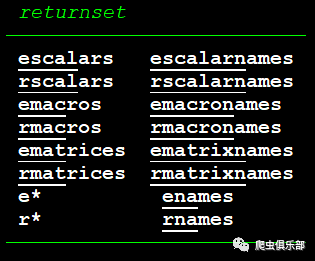 returnset
escalars escalarnames
rscalars rscalarnames
emacros emacronames
rmacros rmacronames
ematrices ematrixnames
rmatrices rmatrixnames
e* enames
r* rnames
爬虫俱乐部